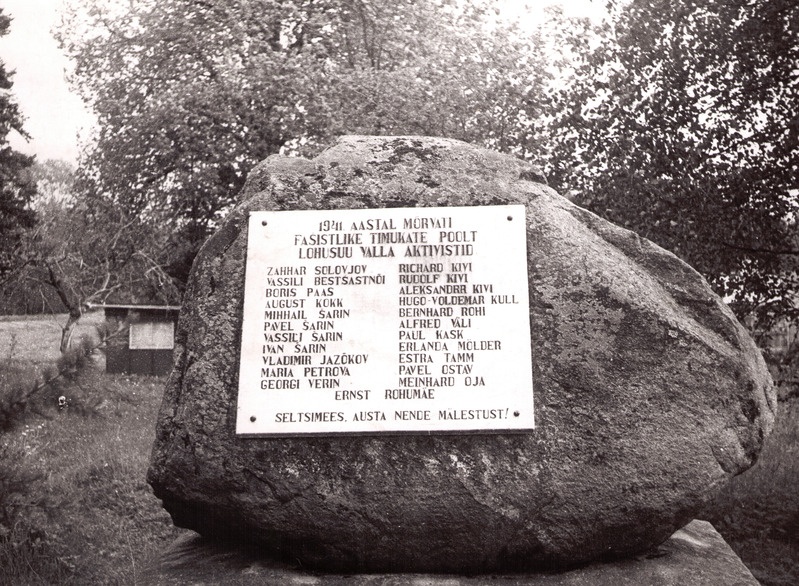 1941. AASTAL MÕRVATI
FASISTLIKE TIMUKATE POOLT
LOHUSUU VALLA AKTIVISTID
ZAHHAR SOLOVJOV
VASSILI BESTSASTNÕI
BORIS PAAS
AUGUST KOKK
MIHHAIL ŠARIN
PAVEL ŠARIN
VASSILI ŠARIN
IVAN ŠARIN
VLADIMIR JAZÕKOV
MARIA PETROVA
GEORGI VERIN
RICHARD KIVI
RUDOLF KIVI
ALEKSANDER KIVI
HUGO-VOLDEMAR KULL
BERNHARD ROHI
ALFRED VÄLI
PAUL KASK
ERLANDA MÖLDER
ESTRA TAMM
PAVEL OSTAV
MEINHARD OJA
ERNST ROHUMÄE
SELTSIMEES, AUSTA NENDE MÄLESTUST!